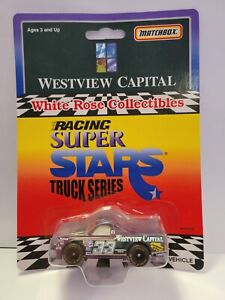 Ages 3 and Up
MATCHBOX
WESTVIEW CAPITAL
White Rose Collectibles
RACING
SUPER
STARS
TRUCK SERIES
WESTVIEW CAPITAL
VEHICLE